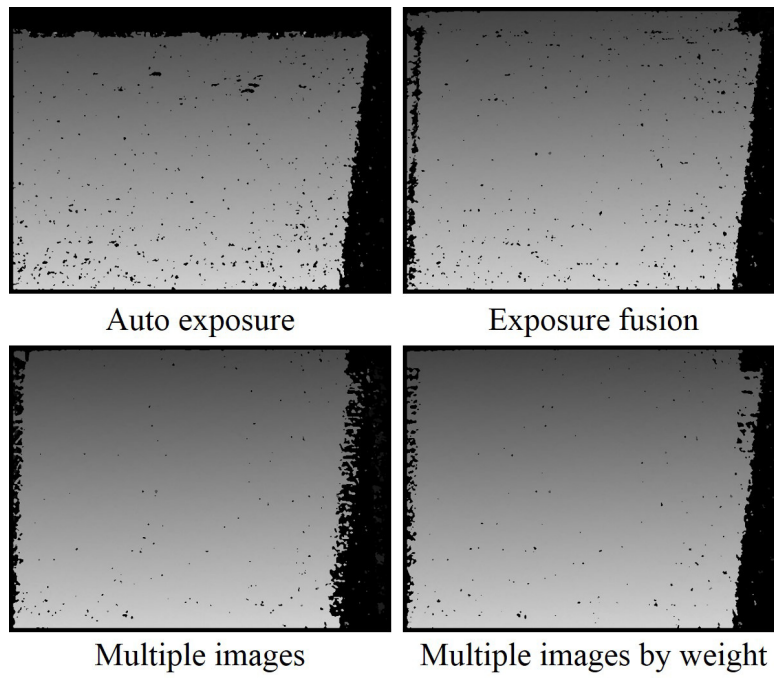 Auto exposure
Exposure fusion
Multiple images
Multiple images by weight